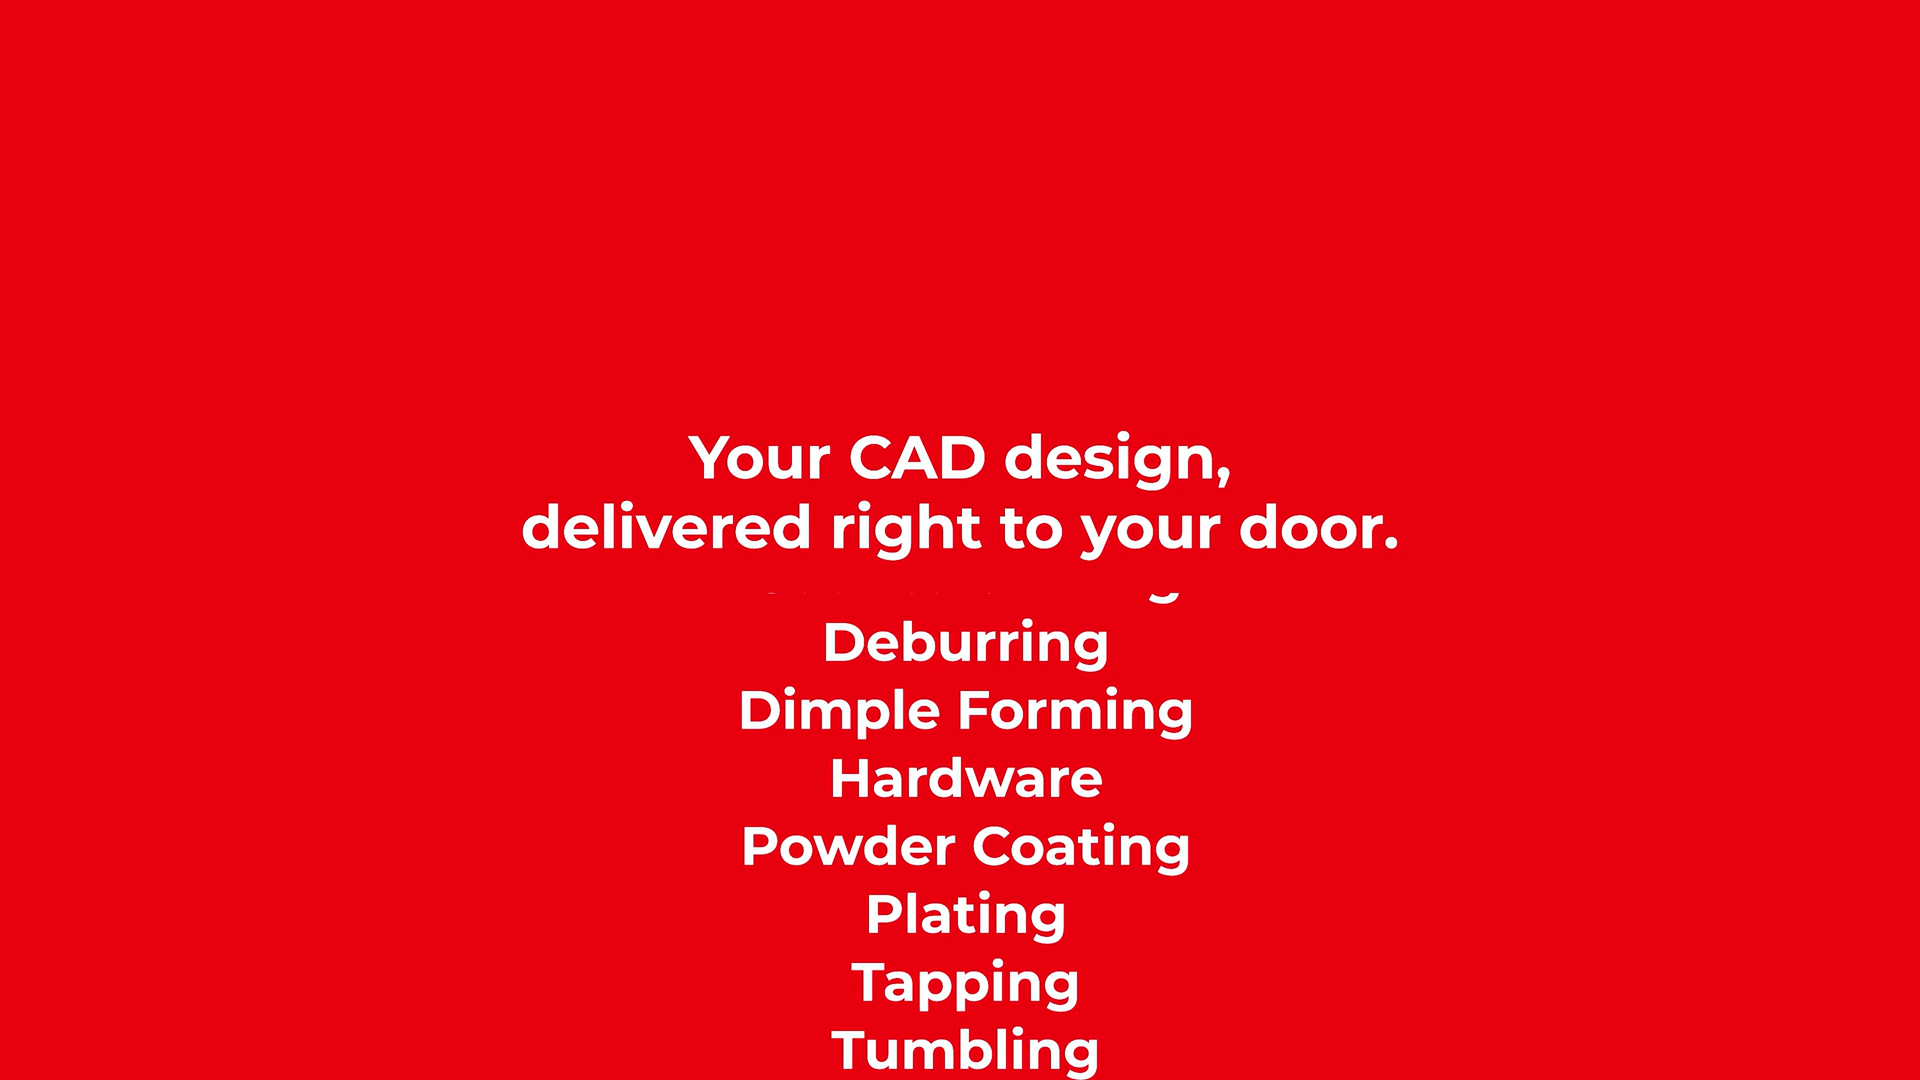 Your CAD design,
delivered right to your door.
Deburring
Dimple Forming
Hardware
Powder Coating
Plating
Tapping
Tumbling